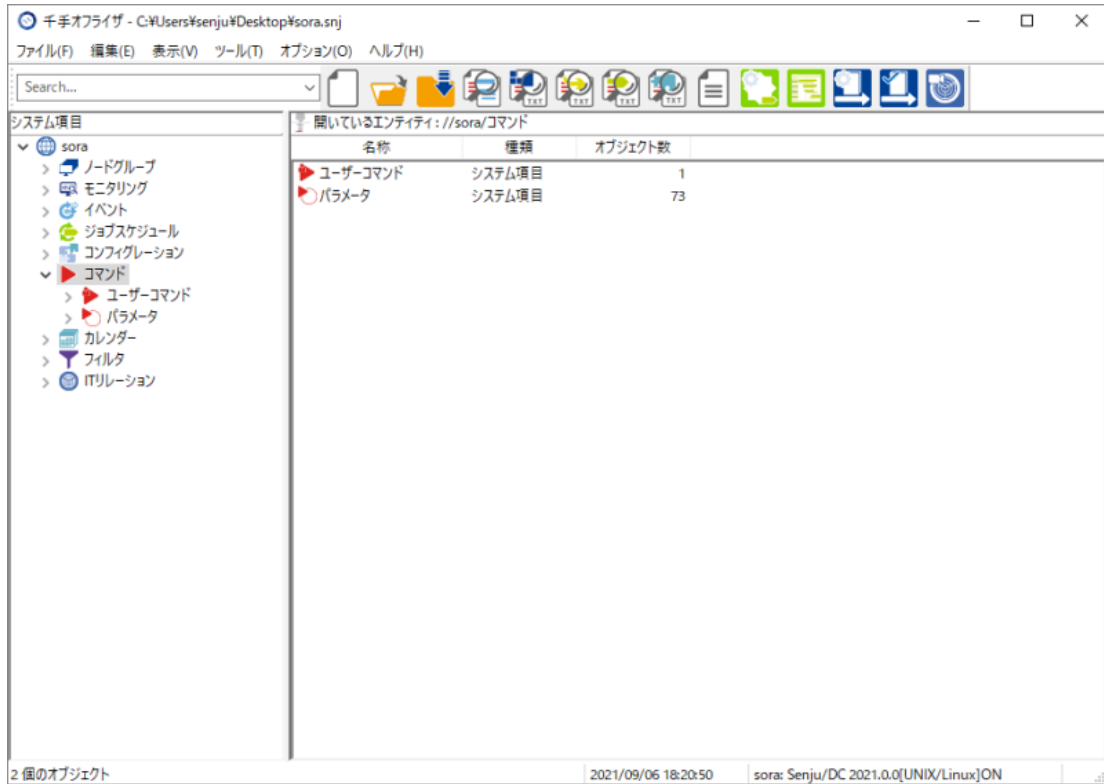 千手オフライザ - C:¥Users¥senju¥Desktop¥sora.snj
ファイル(F) 編集(E) 表示(V) ツール(T) オプション(O) ヘルプ(H)
Search...
TXT TXT TXT TXT
システム項目
sora
ノードグループ
モニタリング
イベント
ジョブスケジュール
コンフィグレーション
コマンド
ユーザーコマンド
パラメータ
カレンダー
フィルタ
ITリレーション
開いているエンティティ : //sora/コマンド
名称 種類 オブジェクト数
ユーザーコマンド システム項目 1
パラメータ システム項目 73
2 個のオブジェクト 2021/09/06 18:20:50 sora: Senju/DC 2021.0.0[UNIX/Linux]ON